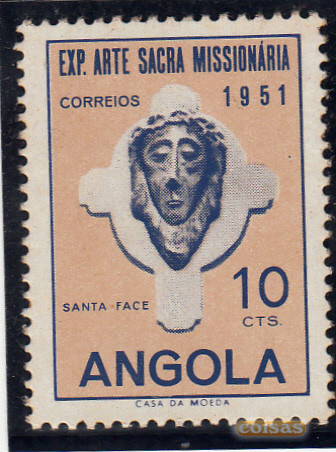 EXP. ARTE SACRA MISSIONÁRIA
CORREIOS 1951
SANTA-FACE
10
CTS.
ANGOLA
CASA DA MOEDA
coisas